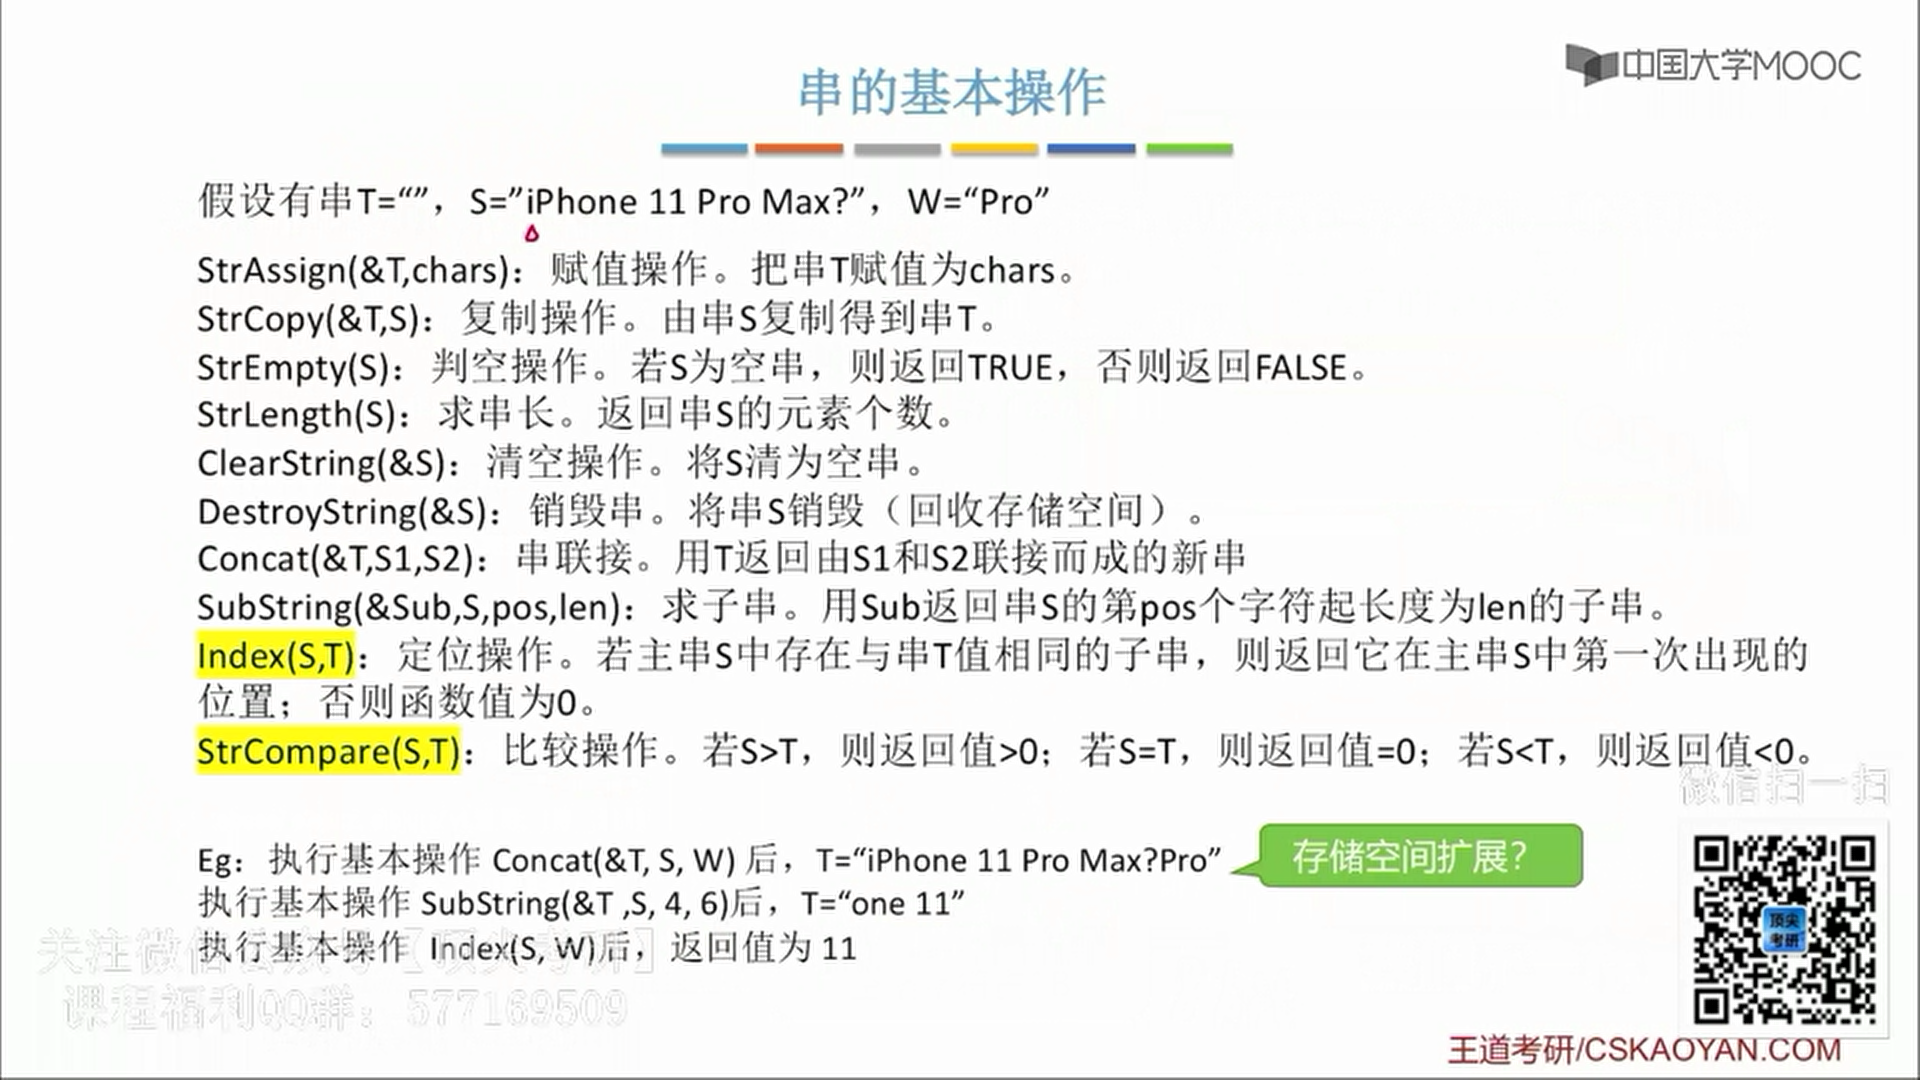 中国大学MOOC
串的基本操作
假设有串T=“”，S=”iPhone 11 Pro Max?”，W=“Pro”
StrAssign(&T,chars)：赋值操作。把串T赋值为chars。
StrCopy(&T,S)：复制操作。由串S复制得到串T。
StrEmpty(S)：判空操作。若S为空串，则返回TRUE，否则返回FALSE。
StrLength(S)：求串长。返回串S的元素个数。
ClearString(&S)：清空操作。将S清为空串。
DestroyString(&S)：销毁串。将串S销毁（回收存储空间）。
Concat(&T,S1,S2)：串联接。用T返回由S1和S2联接而成的新串
SubString(&Sub,S,pos,len)：求子串。用Sub返回串S的第pos个字符起长度为len的子串。
Index(S,T)：定位操作。若主串S中存在与串T值相同的子串，则返回它在主串S中第一次出现的
位置；否则函数值为0。
StrCompare(S,T)：比较操作。若S>T，则返回值>0；若S=T，则返回值=0；若S<T，则返回值<0。
微信扫一扫
Eg：执行基本操作 Concat(&T, S, W) 后，T=“iPhone 11 Pro Max?Pro”
存储空间扩展？
执行基本操作 SubString(&T ,S, 4, 6)后，T=“one 11”
执行基本操作 Index(S, W)后，返回值为 11
关注微信公众号【顶尖考研】
课程福利QQ群：577169509
顶尖
考研
王道考研/CSKAOYAN.COM